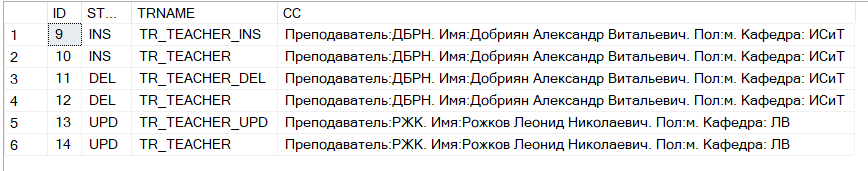 ID ST... TRNAME CC
1 9 INS TR_TEACHER_INS Преподаватель:ДБРН. Имя:Добриян Александр Витальевич. Пол:м. Кафедра: ИСиТ
2 10 INS TR_TEACHER Преподаватель:ДБРН. Имя:Добриян Александр Витальевич. Пол:м. Кафедра: ИСиТ
3 11 DEL TR_TEACHER_DEL Преподаватель:ДБРН. Имя:Добриян Александр Витальевич. Пол:м. Кафедра: ИСиТ
4 12 DEL TR_TEACHER Преподаватель:ДБРН. Имя:Добриян Александр Витальевич. Пол:м. Кафедра: ИСиТ
5 13 UPD TR_TEACHER_UPD Преподаватель:РЖК. Имя:Рожков Леонид Николаевич. Пол:м. Кафедра: ЛВ
6 14 UPD TR_TEACHER Преподаватель:РЖК. Имя:Рожков Леонид Николаевич. Пол:м. Кафедра: ЛВ